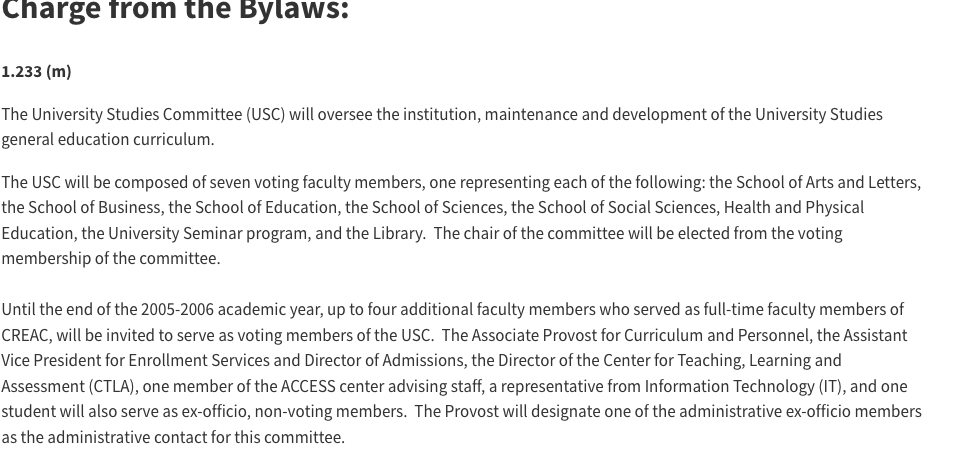 Charge from the Bylaws:
1.233 (m)
The University Studies Committee (USC) will oversee the institution, maintenance and development of the University Studies
general education curriculum.
The USC will be composed of seven voting faculty members, one representing each of the following: the School of Arts and Letters,
the School of Business, the School of Education, the School of Sciences, the School of Social Sciences, Health and Physical
Education, the University Seminar program, and the Library.  The chair of the committee will be elected from the voting
membership of the committee.
Until the end of the 2005-2006 academic year, up to four additional faculty members who served as full-time faculty members of
CREAC, will be invited to serve as voting members of the USC.  The Associate Provost for Curriculum and Personnel, the Assistant
Vice President for Enrollment Services and Director of Admissions, the Director of the Center for Teaching, Learning and
Assessment (CTLA), one member of the ACCESS center advising staff, a representative from Information Technology (IT), and one
student will also serve as ex-officio, non-voting members.  The Provost will designate one of the administrative ex-officio members
as the administrative contact for this committee.